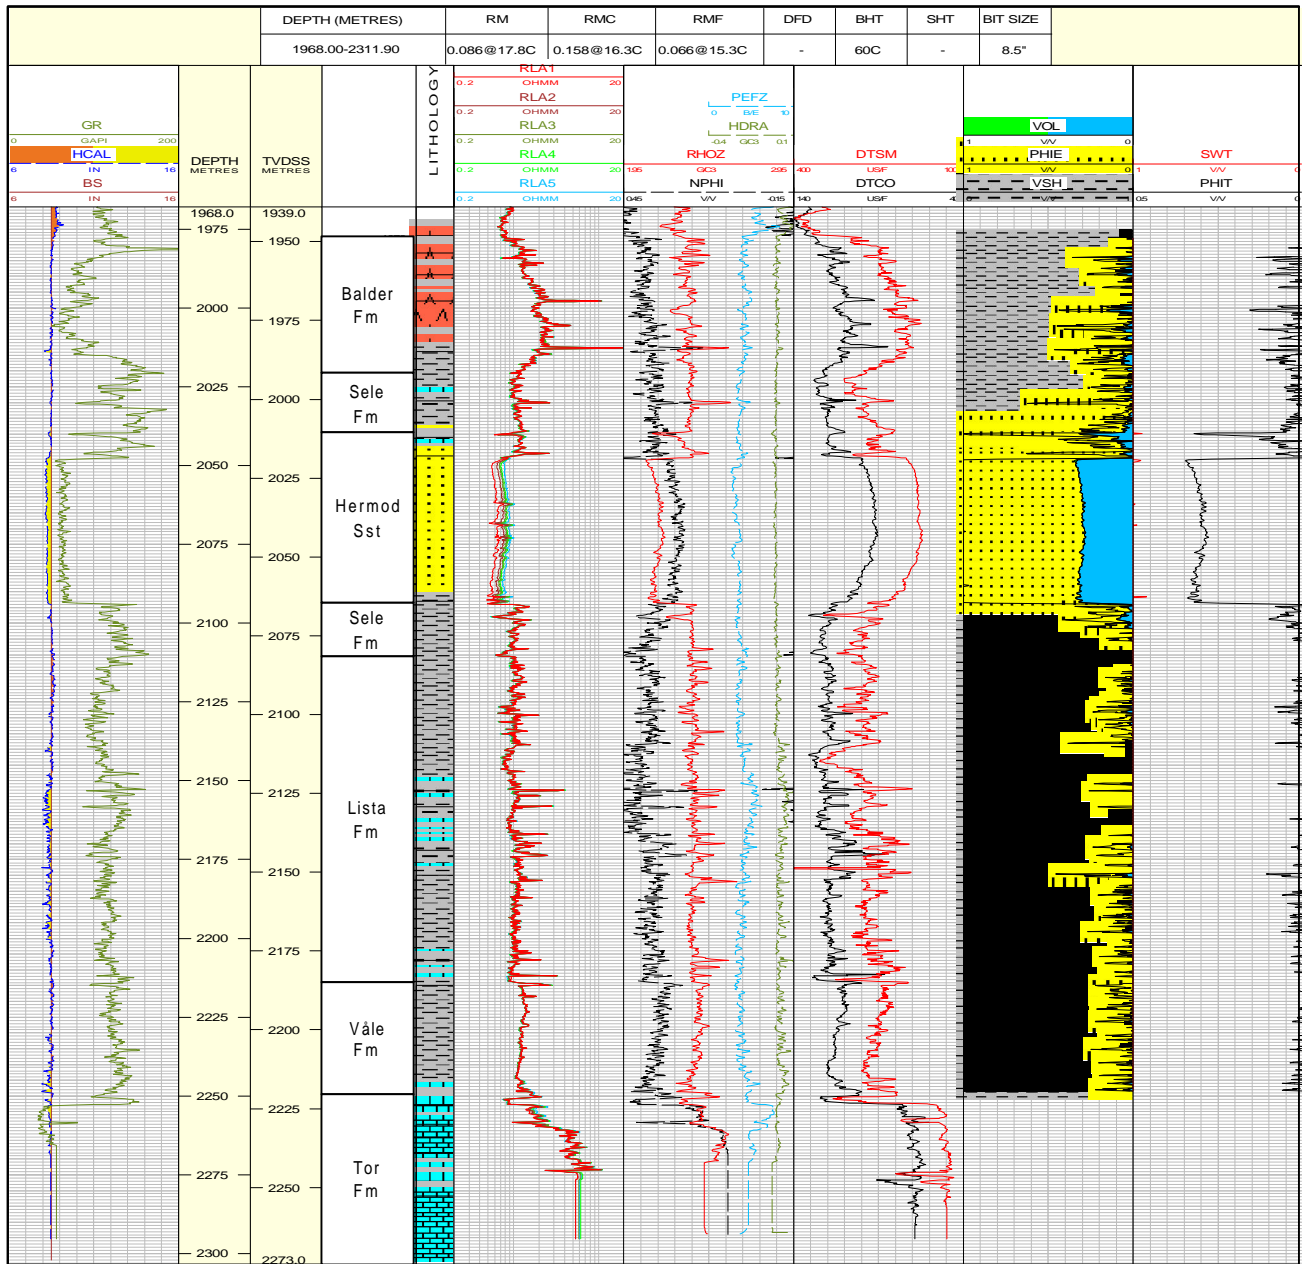 DEPTH (METRES) RM RMC RMF DFD BHT SHT BIT SIZE
1968.00-2311.90 0.086@17.8C 0.158@16.3C 0.066@15.3C - 60C - 8.5"
LITHOLOGY
GR
0 GAPI 200
HCAL
6 IN 16
BS
6 IN 16
DEPTH
METRES
TVDSS
METRES
RLA1
0.2 OHMM 20
RLA2
0.2 OHMM 20
RLA3
0.2 OHMM 20
RLA4
0.2 OHMM 20
RLA5
0.2 OHMM 20
PEFZ
0 B/E 10
HDRA
-0.4 GC3 0.1
RHOZ
1.95 GC3 2.95
NPHI
0.45 V/V -0.15
DTSM
400 US/F 100
DTCO
140 US/F 4
VOL
1 V/V 0
PHIE
1 V/V 0
VSH
V/V
SWT
1 V/V 0
PHIT
0.5 V/V 0
1968.0
1975
2000
2025
2050
2075
2100
2125
2150
2175
2200
2225
2250
2275
2300
1939.0
1950
1975
2000
2025
2050
2075
2100
2125
2150
2175
2200
2225
2250
2273.0
Balder
Fm
Sele
Fm
Hermod
Sst
Sele
Fm
Lista
Fm
Våle
Fm
Tor
Fm